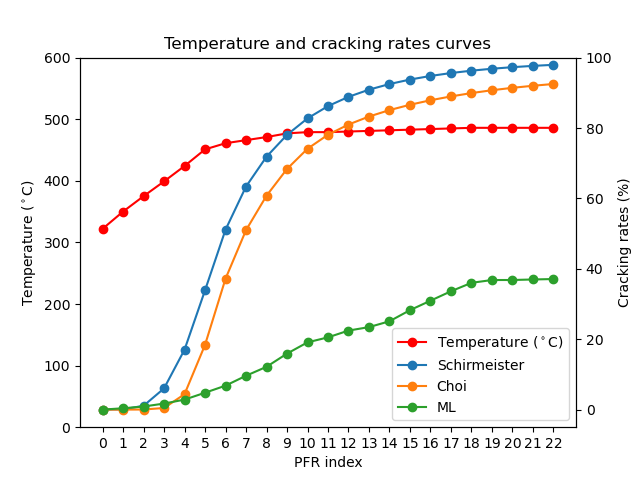 Temperature and cracking rates curves
600
500
400
300
200
100
0
Temperature (°C)
100
80
60
40
20
0
Cracking rates (%)
Temperature (°C)
Schirmeister
Choi
ML
0 1 2 3 4 5 6 7 8 9 10 11 12 13 14 15 16 17 18 19 20 21 22
PFR index